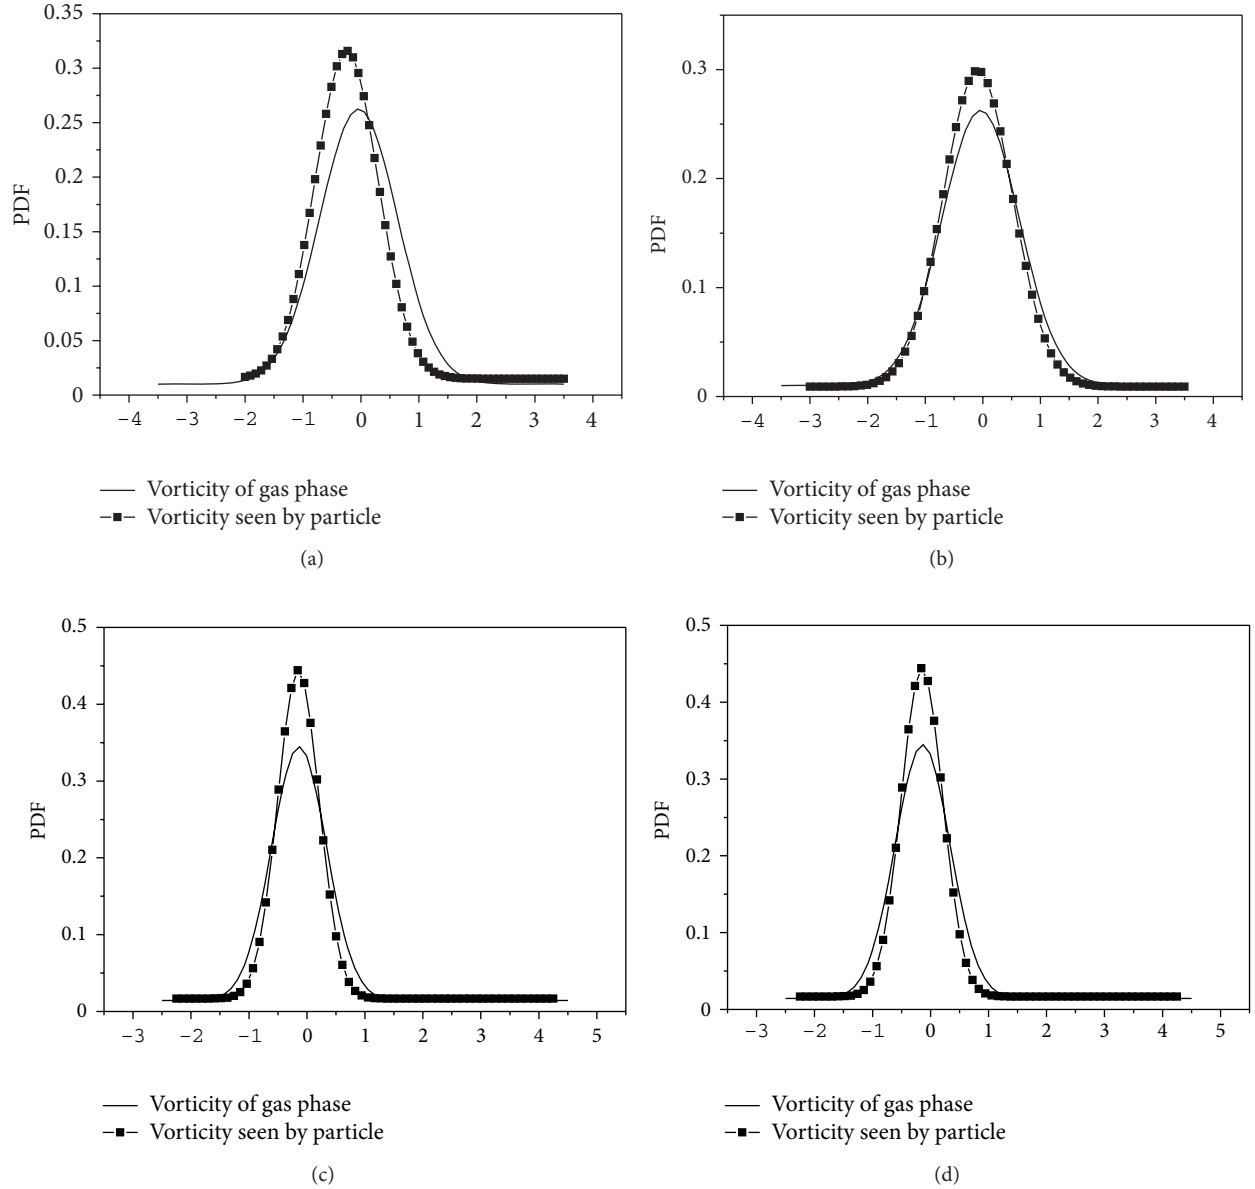 0.35
0.3
0.25
0.2
0.15
0.1
0.05
0
PDF
−4 −3 −2 −1 0 1 2 3 4
Vorticity of gas phase
Vorticity seen by particle
(a)
0.3
0.2
0.1
0
PDF
−4 −3 −2 −1 0 1 2 3 4
Vorticity of gas phase
Vorticity seen by particle
(b)
0.5
0.4
0.3
0.2
0.1
0
PDF
−3 −2 −1 0 1 2 3 4 5
Vorticity of gas phase
Vorticity seen by particle
(c)
0.5
0.4
0.3
0.2
0.1
0
PDF
−3 −2 −1 0 1 2 3 4 5
Vorticity of gas phase
Vorticity seen by particle
(d)